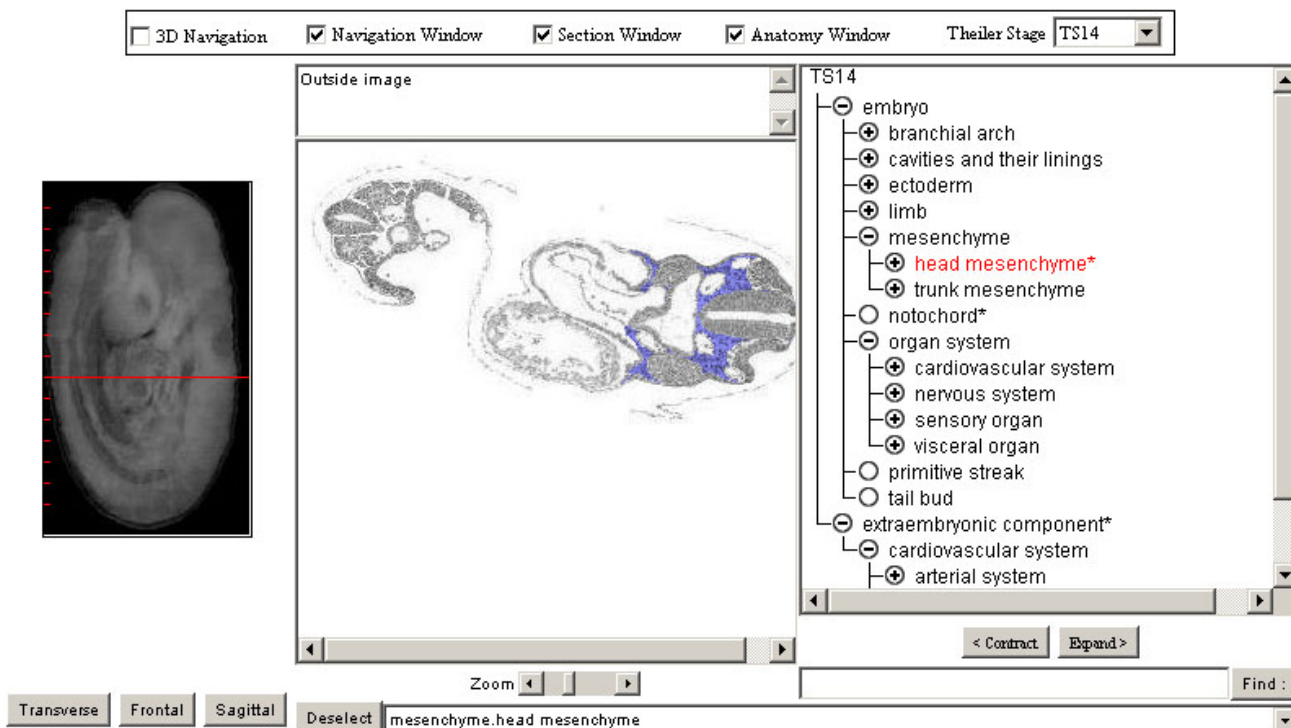 3D Navigation Navigation Window Section Window Anatomy Window Theiler Stage TS14
Outside image
TS14
embryo
branchial arch
cavities and their linings
ectoderm
limb
mesenchyme
head mesenchyme*
trunk mesenchyme
notochord*
organ system
cardiovascular system
nervous system
sensory organ
visceral organ
primitive streak
tail bud
extraembryonic component*
cardiovascular system
arterial system
< Contract Expand >
Zoom
Find :
Transverse Frontal Sagittal Deselect mesenchyme.head mesenchyme